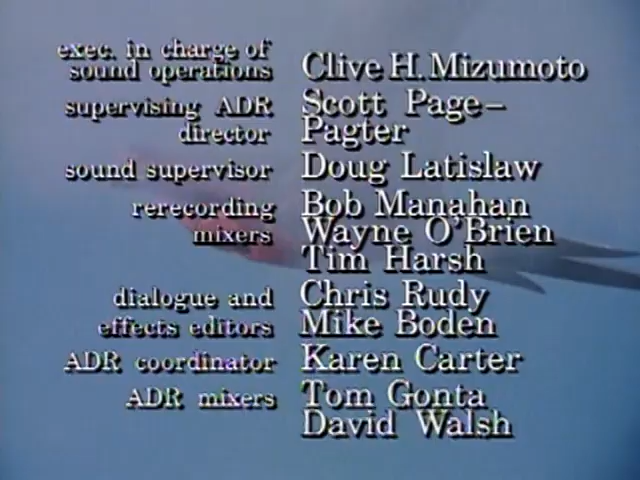 exec. in charge of
sound operations Clive H. Mizumoto
supervising ADR Scott Page-
director Pagter
sound supervisor Doug Latislaw
rerecording Bob Manahan
mixers Wayne O'Brien
Tim Harsh
dialogue and Chris Rudy
effects editors Mike Boden
ADR coordinator Karen Carter
ADR mixers Tom Gonta
David Walsh